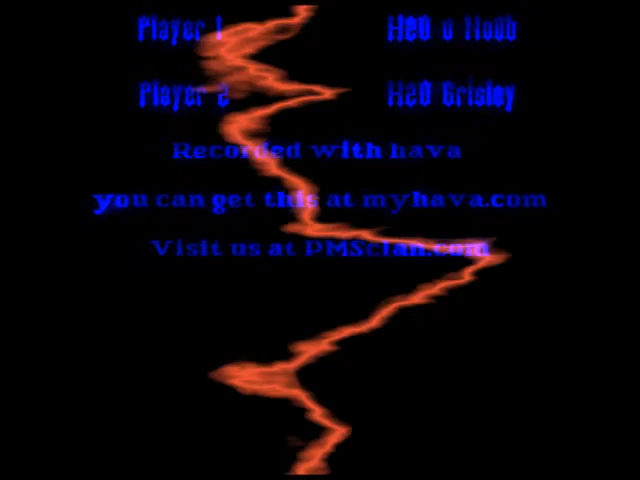 Player 1 H2O o Noob
Player 2 H2O Grisley
Recorded with hava
you can get this at myhava.com
Visit us at PMSclan.com